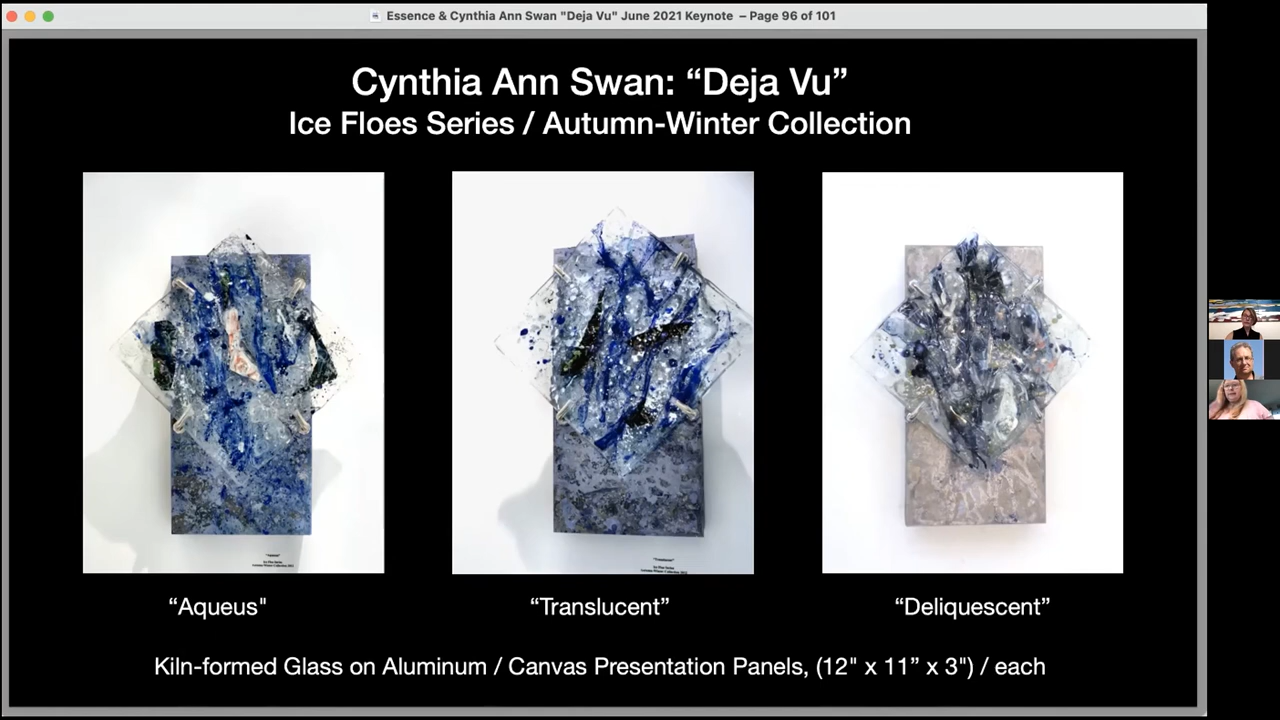 Essence & Cynthia Ann Swan "Deja Vu" June 2021 Keynote – Page 96 of 101
Cynthia Ann Swan: “Deja Vu”
Ice Floes Series / Autumn-Winter Collection
“Aqueus"
“Translucent”
“Deliquescent”
Kiln-formed Glass on Aluminum / Canvas Presentation Panels, (12" x 11” x 3") / each